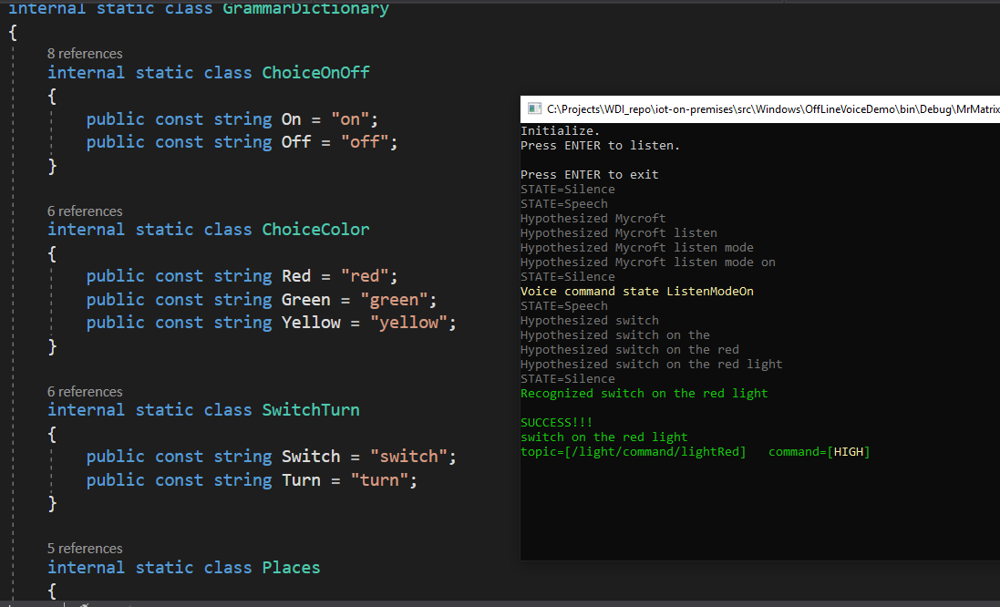 internal static class GrammarDictionary
{
8 references
internal static class ChoiceOnOff
{
public const string On = "on";
public const string Off = "off";
}
6 references
internal static class ChoiceColor
{
public const string Red = "red";
public const string Green = "green";
public const string Yellow = "yellow";
}
6 references
internal static class SwitchTurn
{
public const string Switch = "switch";
public const string Turn = "turn";
}
5 references
internal static class Places
{
C:\Projects\WDI_repo\iot-on-premises\src\Windows\OffLineVoiceDemo\bin\Debug\MrMatrix
Initialize.
Press ENTER to listen.
Press ENTER to exit
STATE=Silence
STATE=Speech
Hypothesized Mycroft
Hypothesized Mycroft listen
Hypothesized Mycroft listen mode
Hypothesized Mycroft listen mode on
STATE=Silence
Voice command state ListenModeOn
STATE=Speech
Hypothesized switch
Hypothesized switch on the
Hypothesized switch on the red
Hypothesized switch on the red light
STATE=Silence
Recognized switch on the red light
SUCCESS!!!
switch on the red light
topic=[/light/command/lightRed]   command=[HIGH]